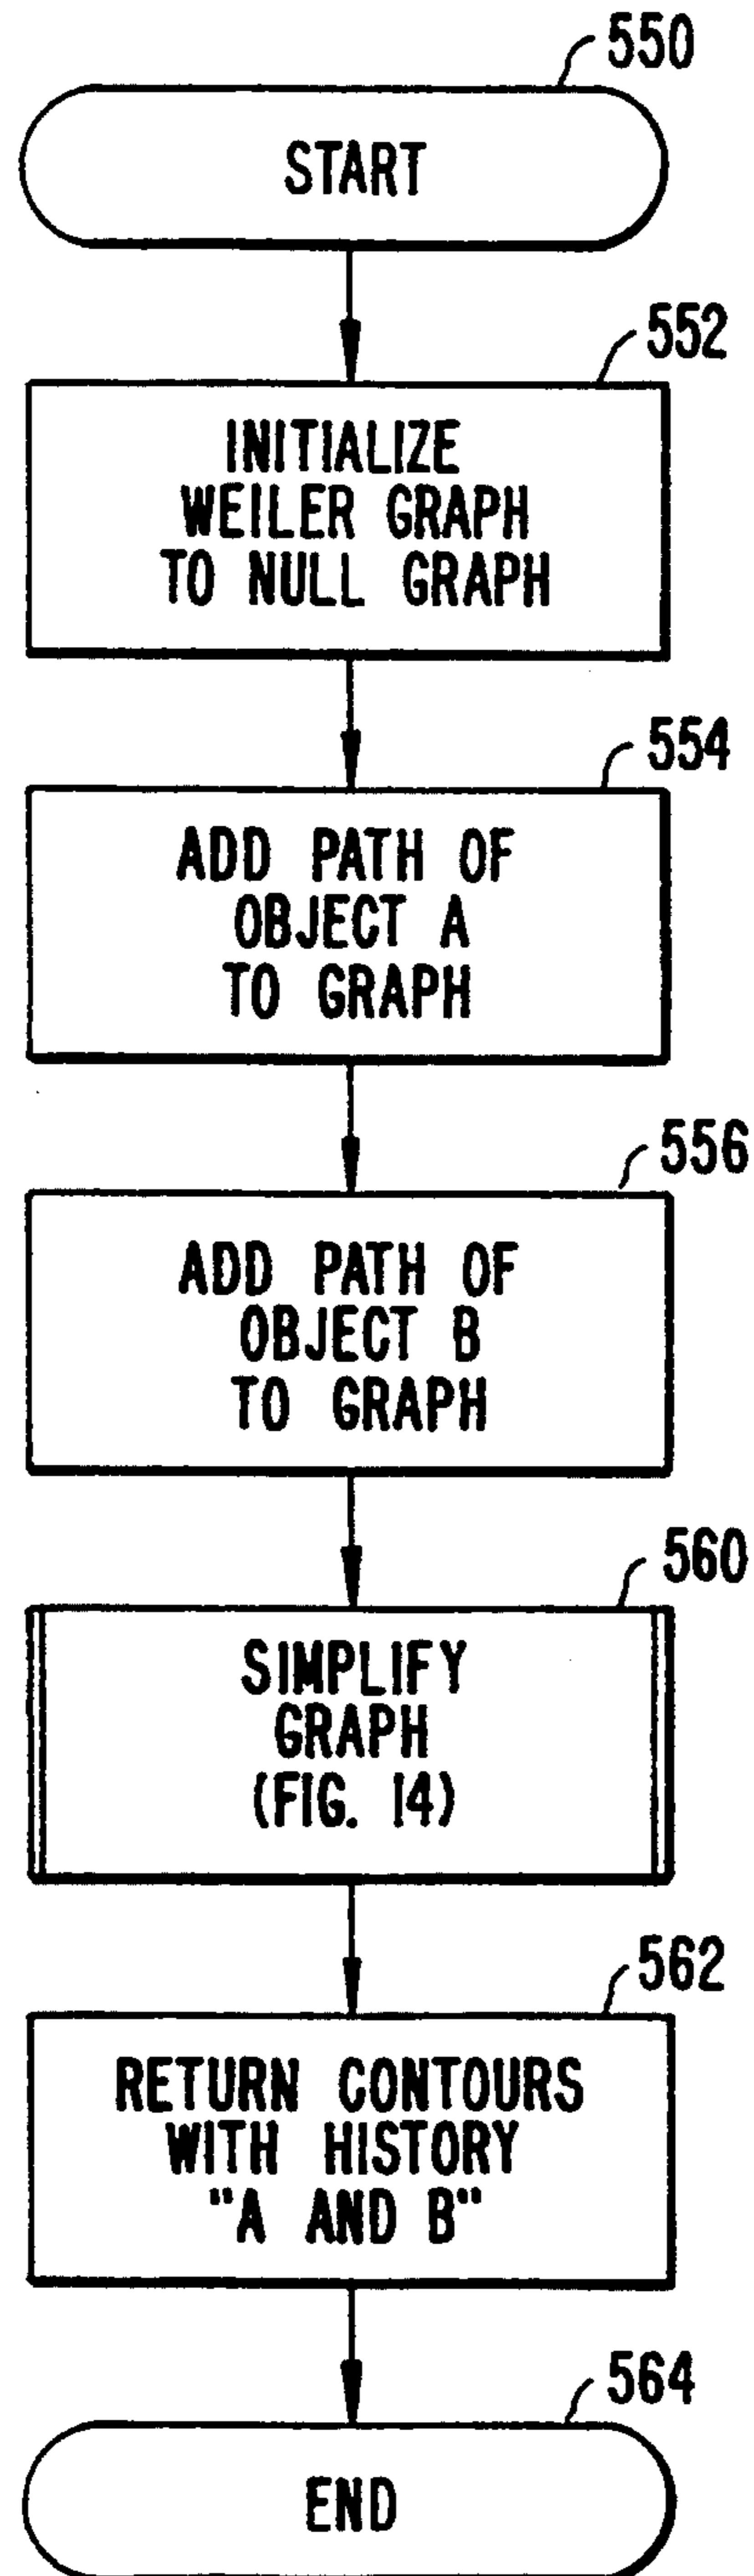 550
START
552
INITIALIZE
WEILER GRAPH
TO NULL GRAPH
554
ADD PATH OF
OBJECT A
TO GRAPH
556
ADD PATH OF
OBJECT B
TO GRAPH
560
SIMPLIFY
GRAPH
(FIG. 14)
562
RETURN CONTOURS
WITH HISTORY
"A AND B"
564
END